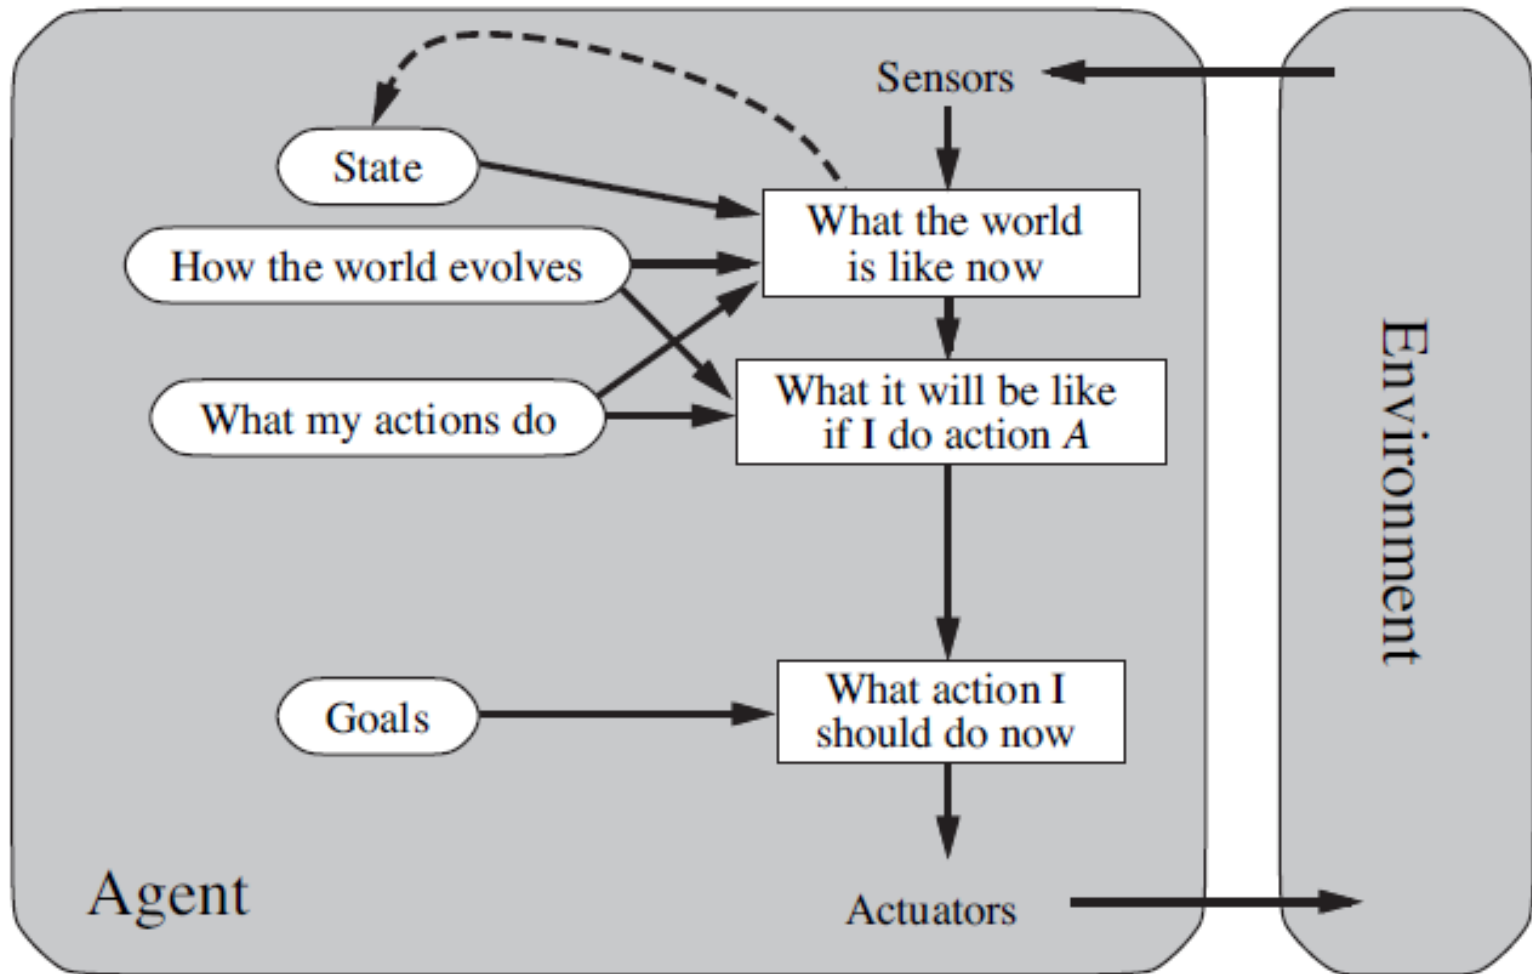 Sensors
State
What the world
is like now
How the world evolves
What my actions do
What it will be like
if I do action A
Goals
What action I
should do now
Agent
Actuators
Environment